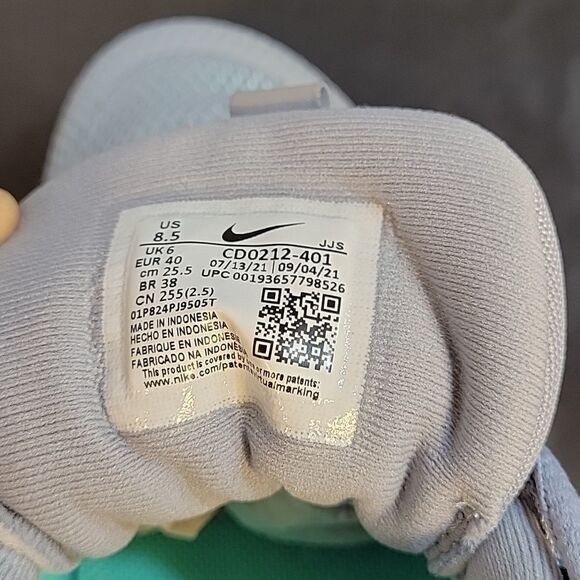 US
8.5
UK 6
EUR 40
cm 25.5
BR 38
CN 255(2.5)
01P824PJ9505T
JJS
CD0212-401
07/13/21 09/04/21
UPC 00193657798526
MADE IN INDONESIA
HECHO EN INDONESIA
FABRIQUE EN INDONESIE
FABRICADO NA INDONESIA
This product is covered by one or more patents:
www.nike.com/patentvirtualmarking